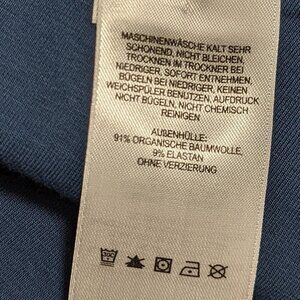 MASCHINENWÄSCHE KALT SEHR
SCHONEND, NICHT BLEICHEN,
TROCKNEN IM TROCKNER BEI
NIEDRIGER, SOFORT ENTNEHMEN,
BÜGELN BEI NIEDRIGER, KEINEN
WEICHSPÜLER BENUTZEN, AUFDRUCK
NICHT BÜGELN, NICHT CHEMISCH
REINIGEN
AUßENHÜLLE:
91% ORGANISCHE BAUMWOLLE,
9% ELASTAN
OHNE VERZIERUNG